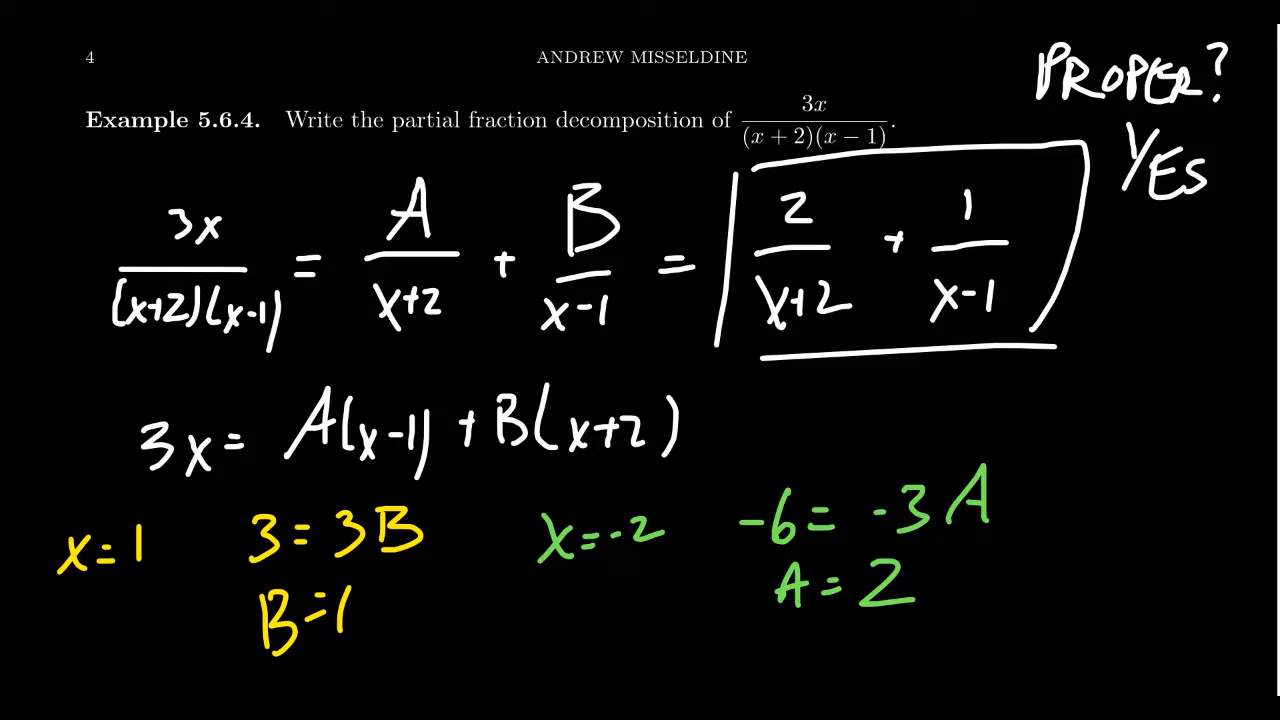 4 ANDREW MISSELDINE
PROPER?
YES
Example 5.6.4. Write the partial fraction decomposition of 3x / (x + 2)(x − 1).
3x / (x+2)(x-1) = A / x+2 + B / x-1 = 2 / x+2 + 1 / x-1
3x = A(x-1) + B(x+2)
x=1 3=3B x=-2 -6=-3A
B=1 A=2